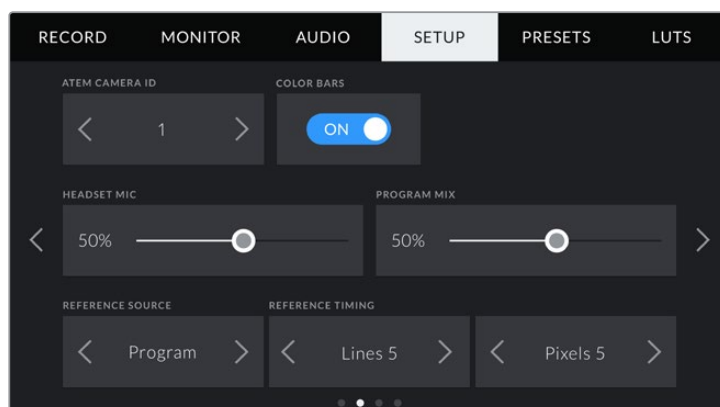 RECORD MONITOR AUDIO SETUP PRESETS LUTS
ATEM CAMERA ID COLOR BARS
1 ON
HEADSET MIC PROGRAM MIX
50% 50%
REFERENCE SOURCE REFERENCE TIMING
Program Lines 5 Pixels 5